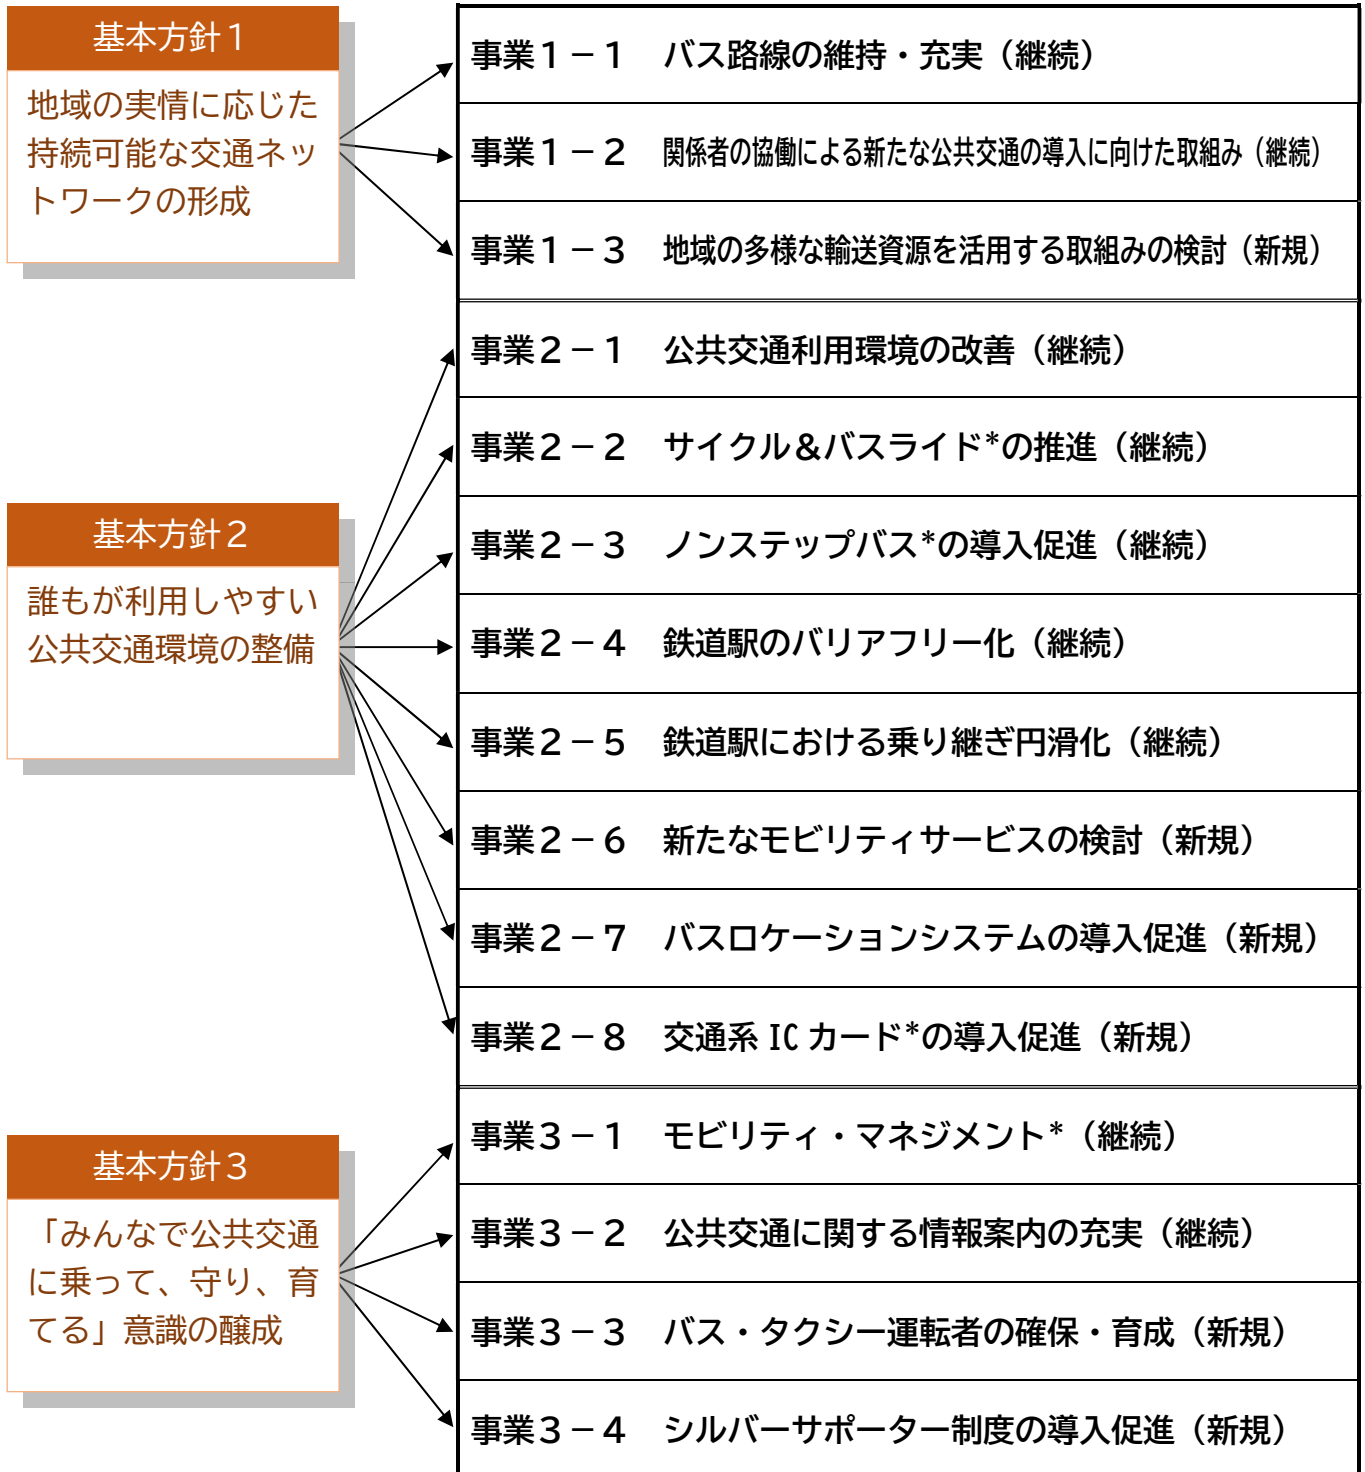 基本方針１
地域の実情に応じた
持続可能な交通ネッ
トワークの形成
事業１－１　バス路線の維持・充実（継続）
事業１－２　関係者の協働による新たな公共交通の導入に向けた取組み（継続）
事業１－３　地域の多様な輸送資源を活用する取組みの検討（新規）
基本方針２
誰もが利用しやすい
公共交通環境の整備
事業２－１　公共交通利用環境の改善（継続）
事業２－２　サイクル＆バスライド*の推進（継続）
事業２－３　ノンステップバス*の導入促進（継続）
事業２－４　鉄道駅のバリアフリー化（継続）
事業２－５　鉄道駅における乗り継ぎ円滑化（継続）
事業２－６　新たなモビリティサービスの検討（新規）
事業２－７　バスロケーションシステムの導入促進（新規）
事業２－８　交通系 IC カード*の導入促進（新規）
基本方針３
「みんなで公共交通
に乗って、守り、育
てる」意識の醸成
事業３－１　モビリティ・マネジメント*（継続）
事業３－２　公共交通に関する情報案内の充実（継続）
事業３－３　バス・タクシー運転者の確保・育成（新規）
事業３－４　シルバーサポーター制度の導入促進（新規）